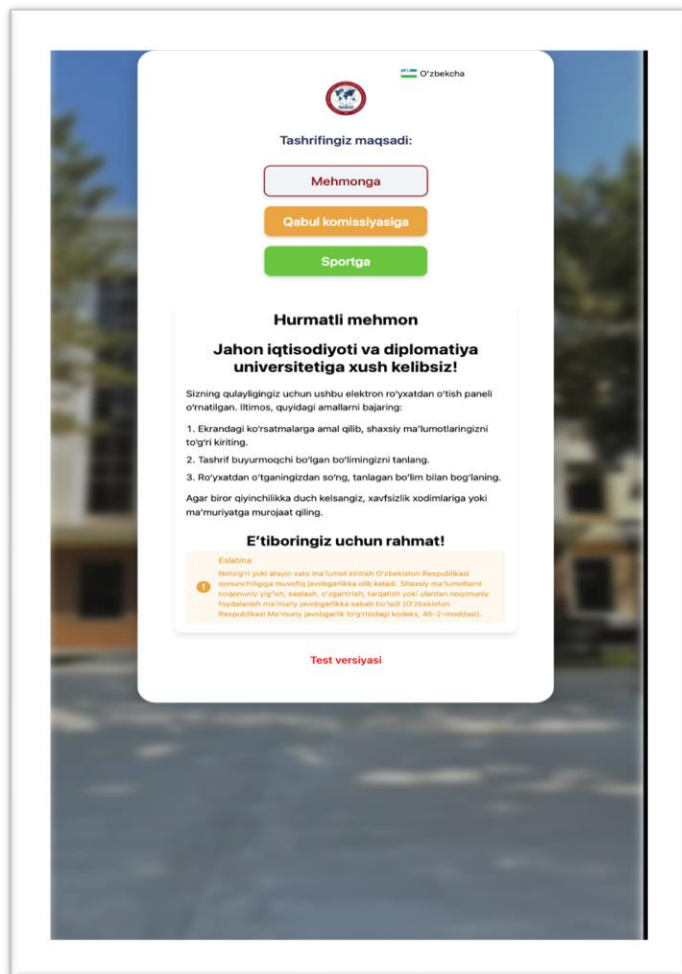 O'zbekcha
Tashrifingiz maqsadi:
Mehmonga
Qabul komissiyasiga
Sportga
Hurmatli mehmon
Jahon iqtisodiyoti va diplomatiya
universitetiga xush kelibsiz!
Sizning qulayligingiz uchun ushbu elektron ro'yxatdan o'tish paneli
o'rnatilgan. Iltimos, quyidagi amallarni bajaring:
1. Ekrandagi ko'rsatmalarga amal qilib, shaxsiy ma'lumotlaringizni
to'g'ri kiriting.
2. Tashrif buyurmoqchi bo'lgan bo'limingizni tanlang.
3. Ro'yxatdan o'tganingizdan so'ng, tanlagan bo'lim bilan bog'laning.
Agar biror qiyinchilikka duch kelsangiz, xavfsizlik xodimlariga yoki
ma'muriyatga murojaat qiling.
E'tiboringiz uchun rahmat!
Eslatma
Noto'g'ri yoki atayin xato ma'lumot kiritish O'zbekiston Respublikasi
qonunchiligiga muvofiq javobgarlikka olib keladi. Shaxsiy ma'lumotlarni
noqonuniy yig'ish, saqlash, o'zgartirish, tarqatish yoki ulardan noqonuniy
foydalanish ma'muriy javobgarlikka sabab bo'ladi (O'zbekiston
Respublikasi Ma'muriy javobgarlik to'g'risidagi kodeks, 46-2-moddasi).
Test versiyasi